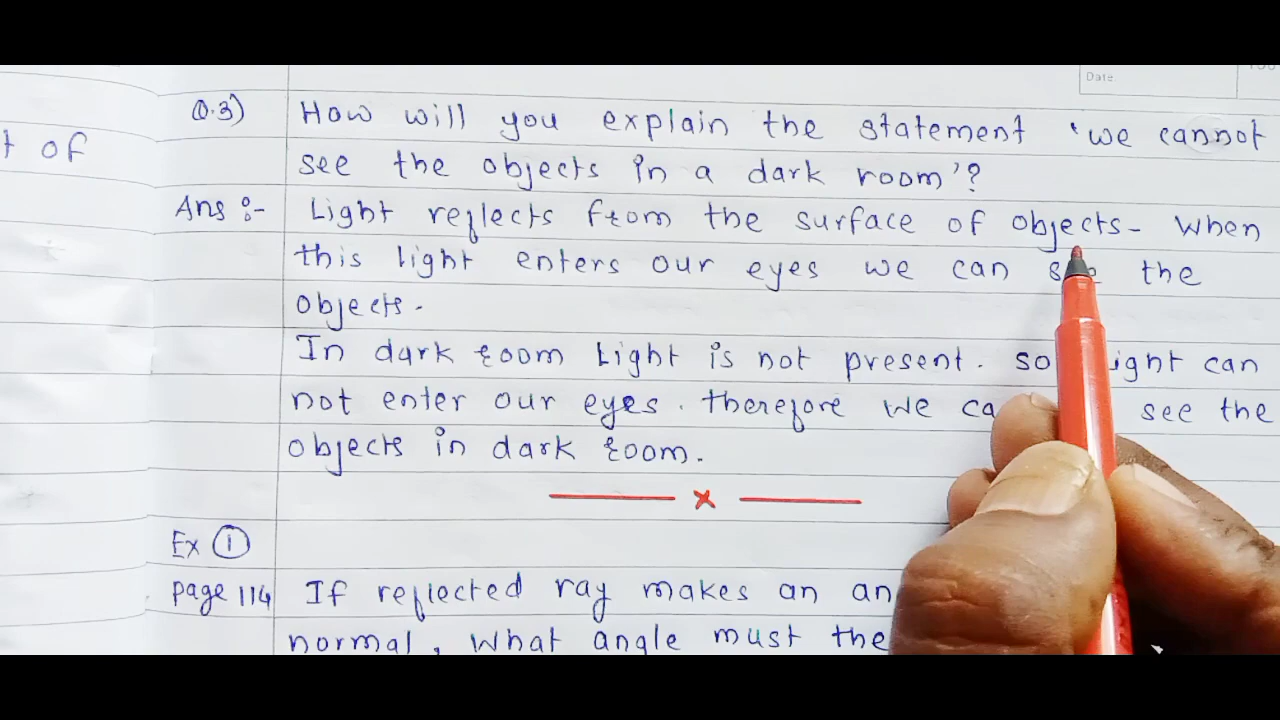 Date
t of
Q.3) How will you explain the statement 'we cannot
see the objects in a dark room'?
Ans :- Light reflects from the surface of objects- When
this light enters our eyes we can see the
objects.
In dark room Light is not present. so light can
not enter our eyes. therefore we see the
objects in dark room.
x
Ex ①
page 114 If reflected ray makes an
normal, What angle must the